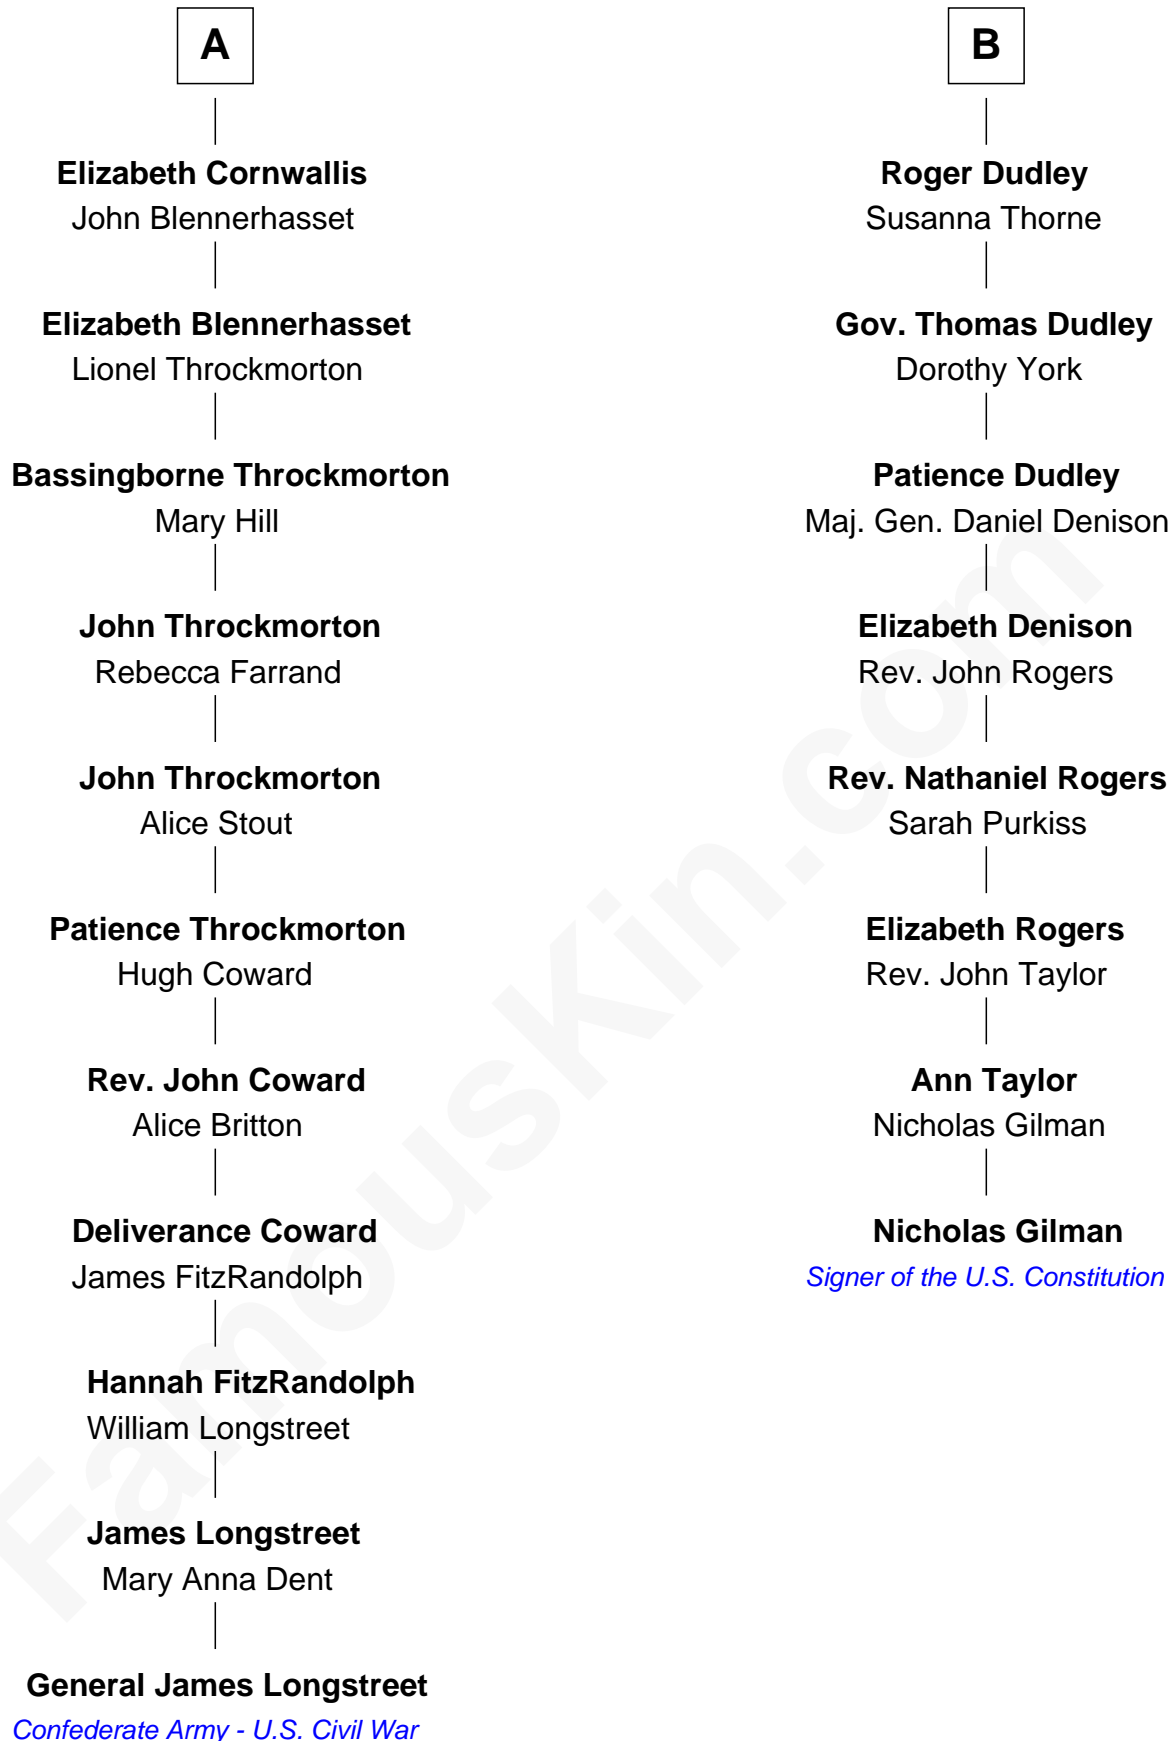 A
Elizabeth Cornwallis
John Blennerhasset
Elizabeth Blennerhasset
Lionel Throckmorton
Bassingborne Throckmorton
Mary Hill
John Throckmorton
Rebecca Farrand
John Throckmorton
Alice Stout
Patience Throckmorton
Hugh Coward
Rev. John Coward
Alice Britton
Deliverance Coward
James FitzRandolph
Hannah FitzRandolph
William Longstreet
James Longstreet
Mary Anna Dent
General James Longstreet
Confederate Army - U.S. Civil War
B
Roger Dudley
Susanna Thorne
Gov. Thomas Dudley
Dorothy York
Patience Dudley
Maj. Gen. Daniel Denison
Elizabeth Denison
Rev. John Rogers
Rev. Nathaniel Rogers
Sarah Purkiss
Elizabeth Rogers
Rev. John Taylor
Ann Taylor
Nicholas Gilman
Nicholas Gilman
Signer of the U.S. Constitution
FamousKin.com